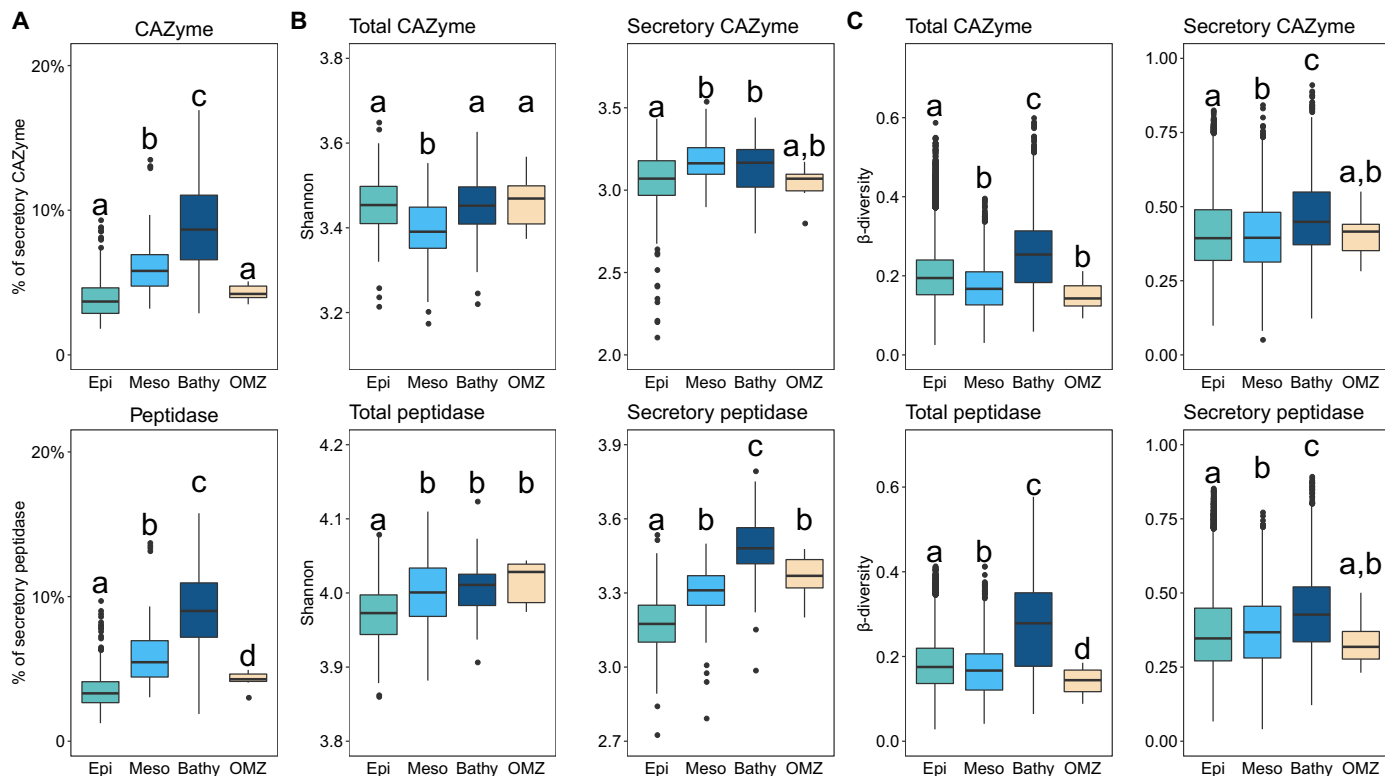 A
B
C
CAZyme
Total CAZyme
Secretory CAZyme
Total CAZyme
Secretory CAZyme
% of secretory CAZyme
20%
10%
0
a
b
c
a
Epi Meso Bathy OMZ
Shannon
3.8
3.6
3.4
3.2
a
b
a
a
Epi Meso Bathy OMZ
3.5
3.0
2.5
2.0
a
b
b
a,b
Epi Meso Bathy OMZ
β-diversity
0.6
0.4
0.2
0.0
a
b
c
b
Epi Meso Bathy OMZ
1.00
0.75
0.50
0.25
0.00
a
b
c
a,b
Epi Meso Bathy OMZ
Peptidase
Total peptidase
Secretory peptidase
Total peptidase
Secretory peptidase
% of secretory peptidase
20%
10%
0
a
b
c
d
Epi Meso Bathy OMZ
Shannon
4.2
4.1
4.0
3.9
3.8
a
b
b
b
Epi Meso Bathy OMZ
3.9
3.6
3.3
3.0
2.7
a
b
c
b
Epi Meso Bathy OMZ
β-diversity
0.6
0.4
0.2
0.0
a
b
c
d
Epi Meso Bathy OMZ
1.00
0.75
0.50
0.25
0.00
a
b
c
a,b
Epi Meso Bathy OMZ